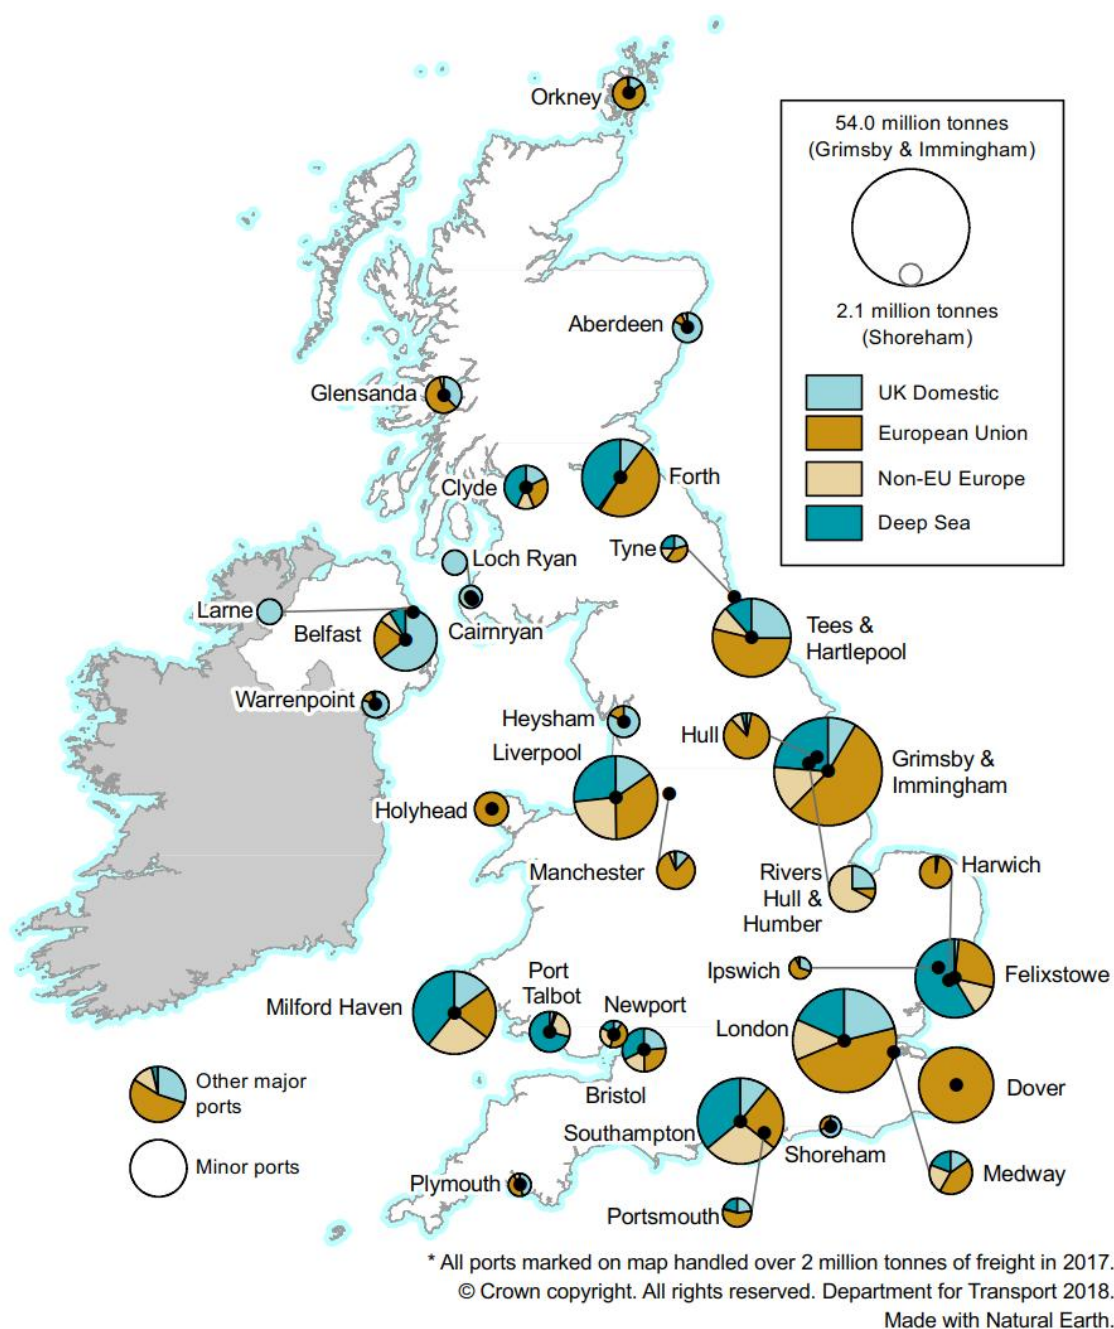 Orkney
54.0 million tonnes
(Grimsby & Immingham)
2.1 million tonnes
(Shoreham)
UK Domestic
European Union
Non-EU Europe
Deep Sea
Aberdeen
Glensanda
Clyde
Forth
Tyne
Loch Ryan
Larne
Belfast
Cairnryan
Tees &
Hartlepool
Warrenpoint
Heysham
Hull
Liverpool
Grimsby &
Immingham
Holyhead
Manchester
Rivers
Hull &
Humber
Harwich
Ipswich
Felixstowe
Milford Haven
Port
Talbot
Newport
London
Bristol
Dover
Other major
ports
Southampton
Shoreham
Minor ports
Medway
Plymouth
Portsmouth
* All ports marked on map handled over 2 million tonnes of freight in 2017.
© Crown copyright. All rights reserved. Department for Transport 2018.
Made with Natural Earth.